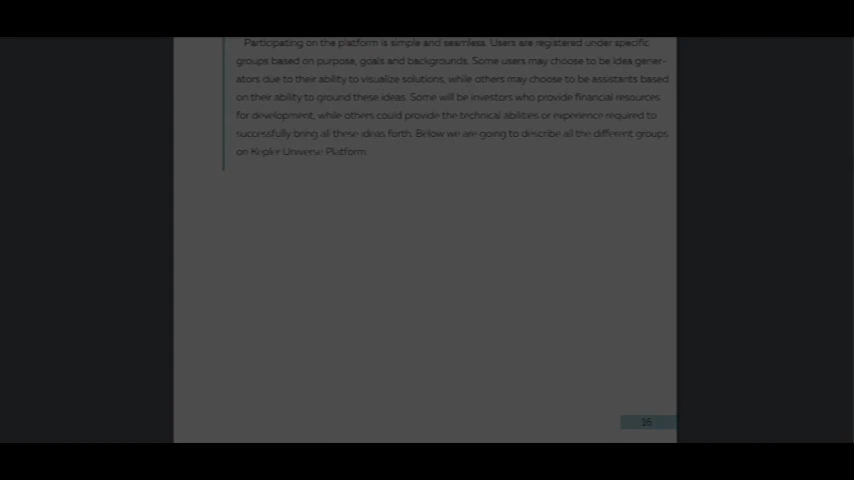 Participating on the platform is simple and seamless. Users are registered under specific
groups based on purpose, goals and backgrounds. Some users may choose to be idea gener-
ators due to their ability to visualize solutions, while others may choose to be assistants based
on their ability to ground these ideas. Some will be investors who provide financial resources
for development, while others could provide the technical abilities or experience required to
successfully bring all these ideas forth. Below we are going to describe all the different groups
on Kepler Universe Platform.
16